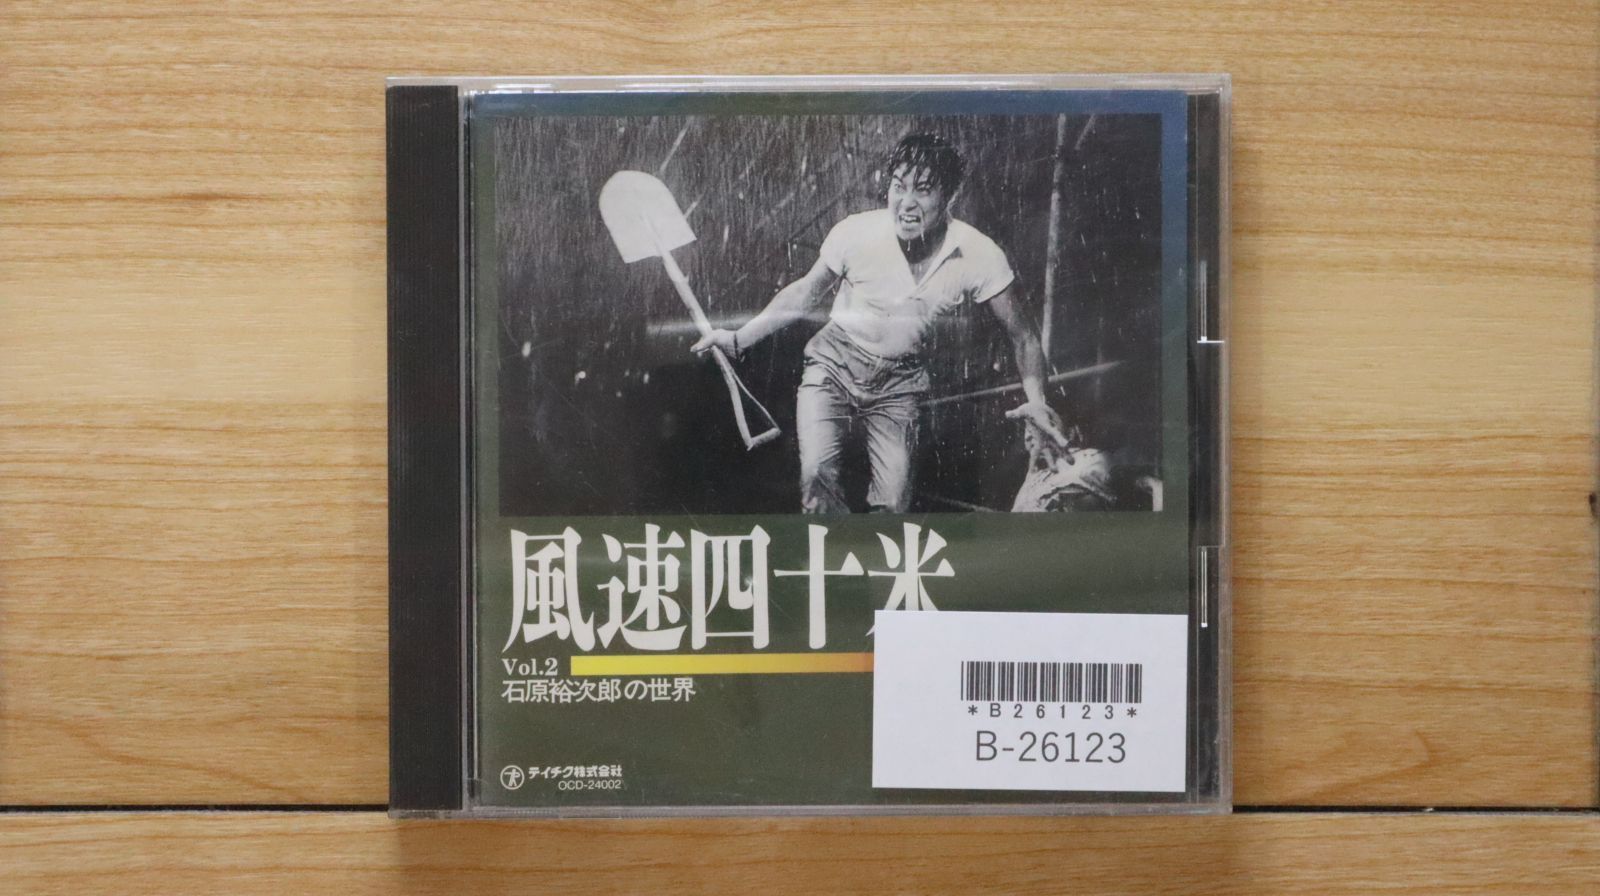 風速四十米
Vol.2
石原裕次郎の世界
テイチク株式会社
OCD-24002
*B26123*
B-26123